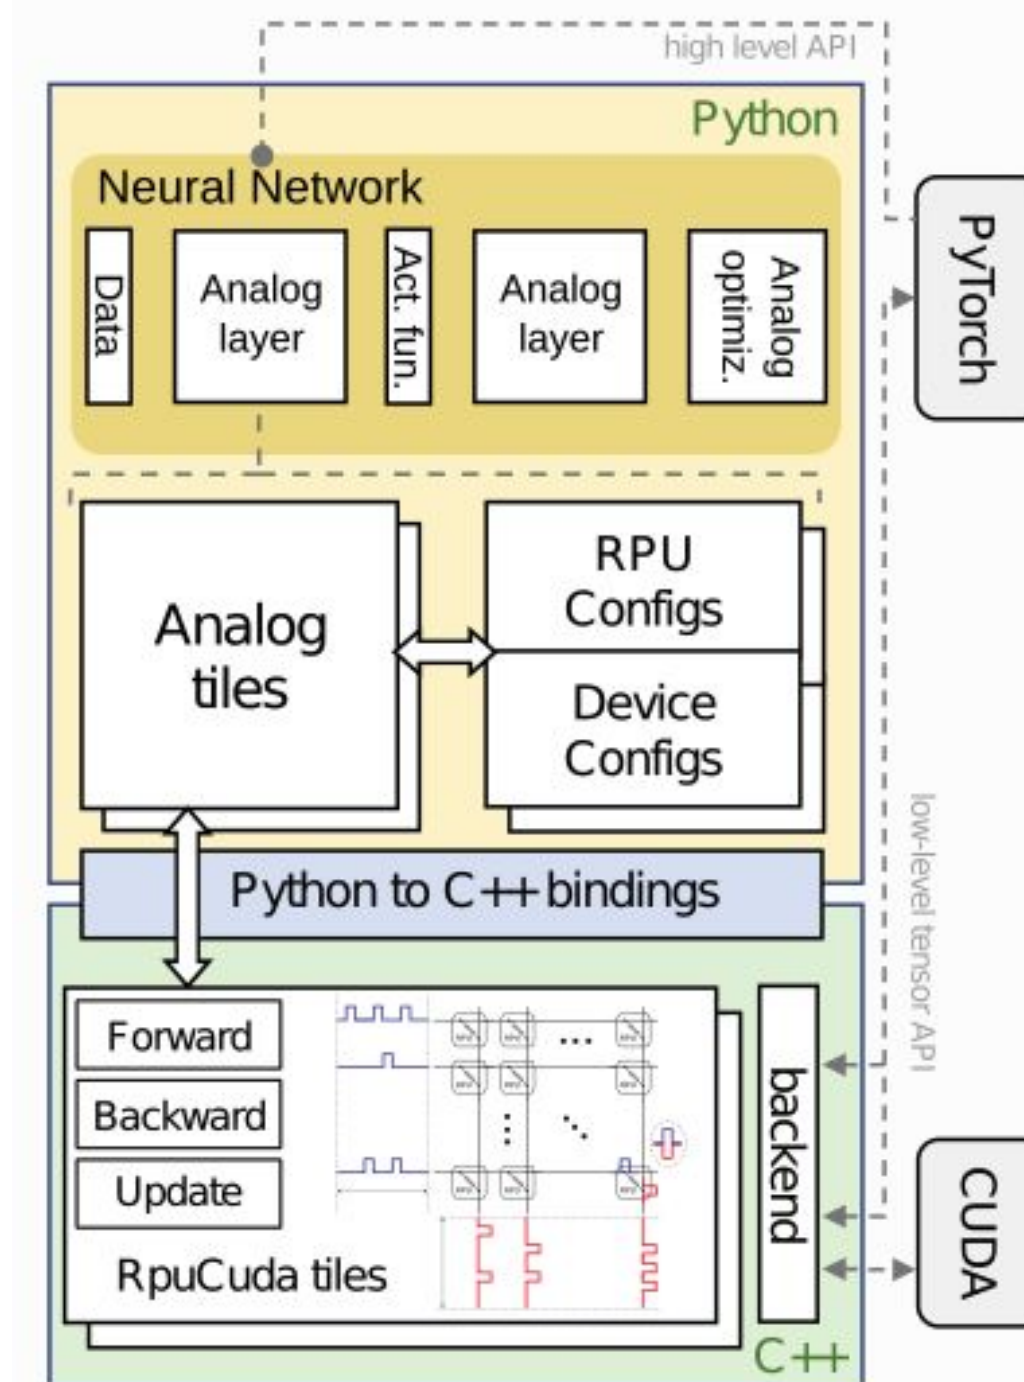 high level API
Python
Neural Network
Data
Analog
layer
Act. fun.
Analog
layer
Analog
optimiz.
PyTorch
Analog
tiles
RPU
Configs
Device
Configs
Python to C++ bindings
low-level tensor API
Forward
Backward
Update
RpuCuda tiles
backend
CUDA
C++